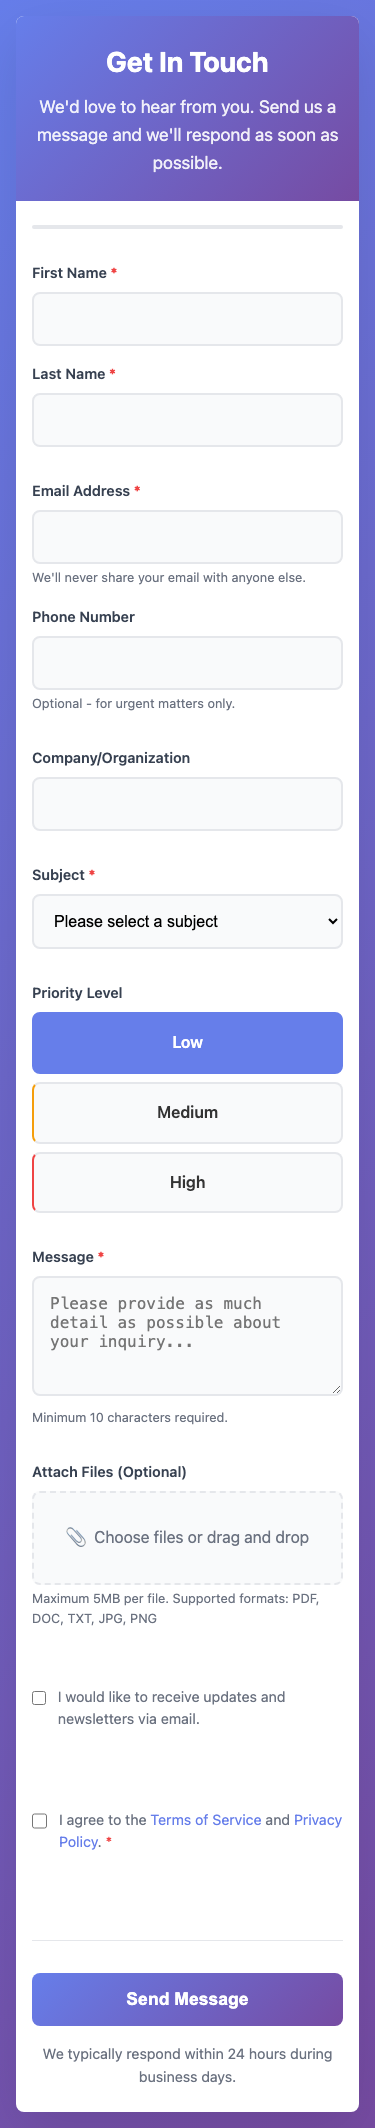 Get In Touch
We'd love to hear from you. Send us a
message and we'll respond as soon as
possible.
First Name *
Last Name *
Email Address *
We'll never share your email with anyone else.
Phone Number
Optional - for urgent matters only.
Company/Organization
Subject *
Please select a subject
Priority Level
Low
Medium
High
Message *
Please provide as much
detail as possible about
your inquiry...
Minimum 10 characters required.
Attach Files (Optional)
📎 Choose files or drag and drop
Maximum 5MB per file. Supported formats: PDF,
DOC, TXT, JPG, PNG
I would like to receive updates and
newsletters via email.
I agree to the Terms of Service and Privacy
Policy. *
Send Message
We typically respond within 24 hours during
business days.